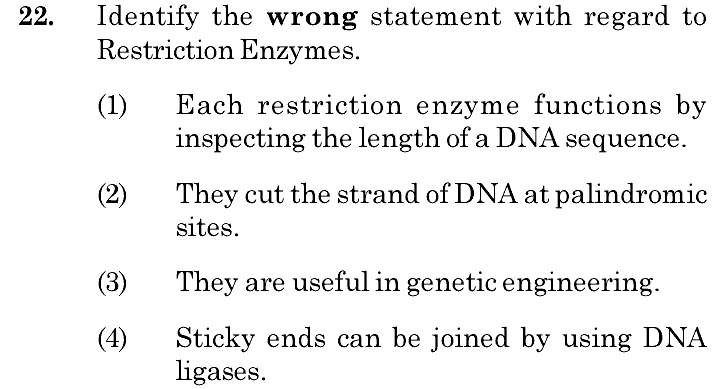 22. Identify the wrong statement with regard to
Restriction Enzymes.
(1) Each restriction enzyme functions by
inspecting the length of a DNA sequence.
(2) They cut the strand of DNA at palindromic
sites.
(3) They are useful in genetic engineering.
(4) Sticky ends can be joined by using DNA
ligases.